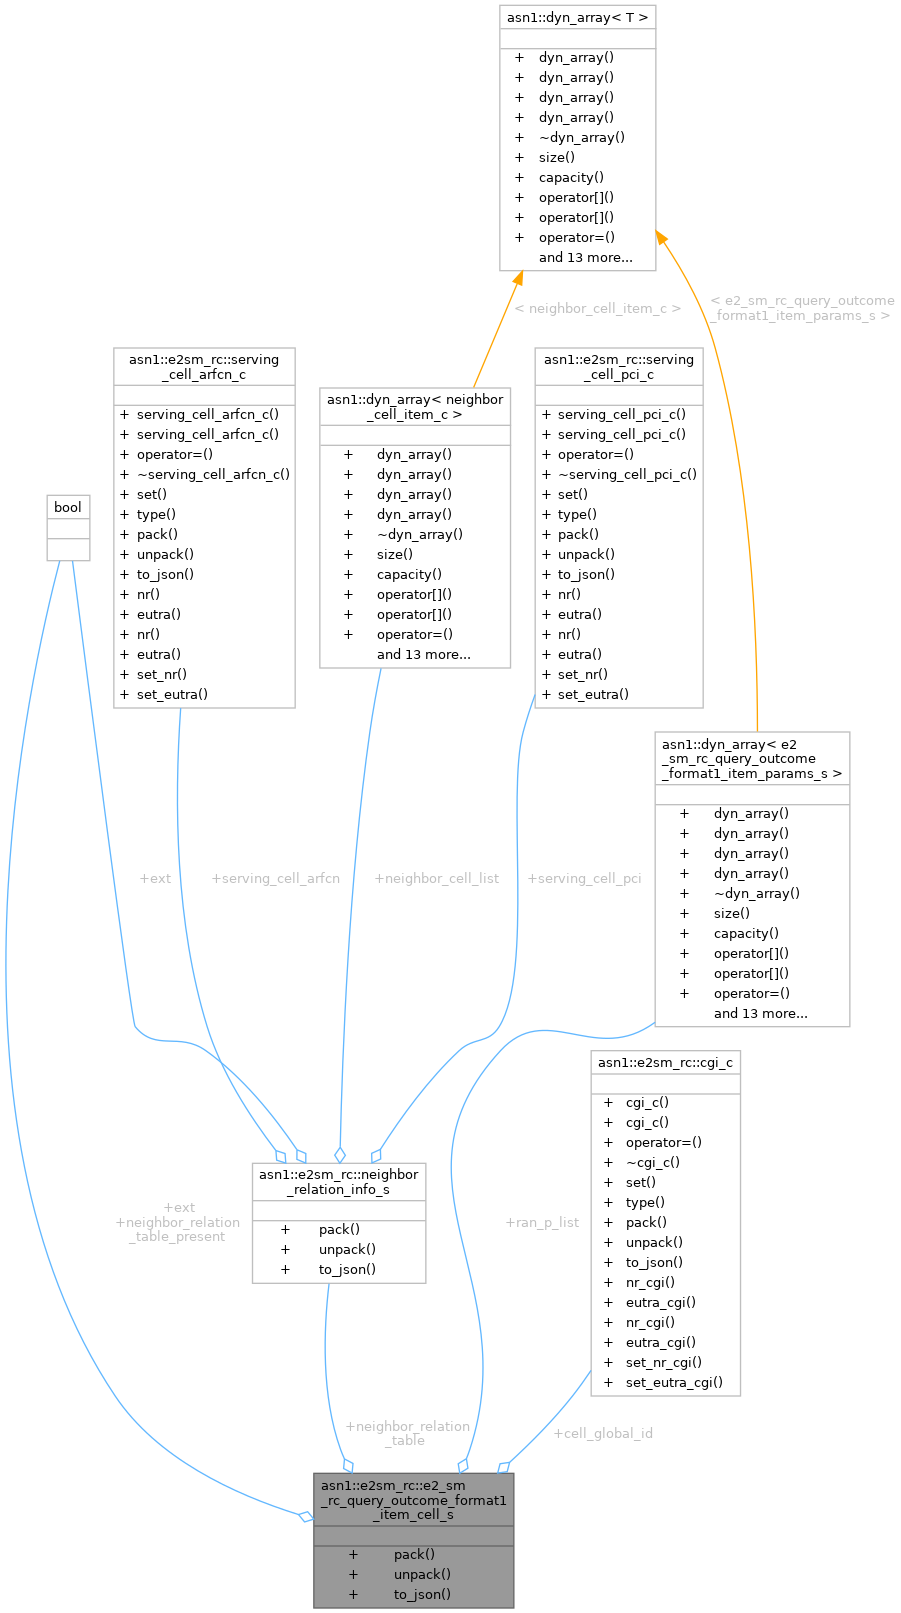 asn1::dyn_array< T >
+ dyn_array()
+ dyn_array()
+ dyn_array()
+ dyn_array()
+ ~dyn_array()
+ size()
+ capacity()
+ operator[]()
+ operator[]()
+ operator=()
and 13 more...
< neighbor_cell_item_c >
< e2_sm_rc_query_outcome
_format1_item_params_s >
asn1::e2sm_rc::serving
_cell_arfcn_c
+ serving_cell_arfcn_c()
+ serving_cell_arfcn_c()
+ operator=()
+ ~serving_cell_arfcn_c()
+ set()
+ type()
+ pack()
+ unpack()
+ to_json()
+ nr()
+ eutra()
+ nr()
+ eutra()
+ set_nr()
+ set_eutra()
asn1::dyn_array< neighbor
_cell_item_c >
+ dyn_array()
+ dyn_array()
+ dyn_array()
+ dyn_array()
+ ~dyn_array()
+ size()
+ capacity()
+ operator[]()
+ operator[]()
+ operator=()
and 13 more...
asn1::e2sm_rc::serving
_cell_pci_c
+ serving_cell_pci_c()
+ serving_cell_pci_c()
+ operator=()
+ ~serving_cell_pci_c()
+ set()
+ type()
+ pack()
+ unpack()
+ to_json()
+ nr()
+ eutra()
+ nr()
+ eutra()
+ set_nr()
+ set_eutra()
bool
asn1::dyn_array< e2
_sm_rc_query_outcome
_format1_item_params_s >
+ dyn_array()
+ dyn_array()
+ dyn_array()
+ dyn_array()
+ ~dyn_array()
+ size()
+ capacity()
+ operator[]()
+ operator[]()
+ operator=()
and 13 more...
+ext
+serving_cell_arfcn
+neighbor_cell_list
+serving_cell_pci
asn1::e2sm_rc::cgi_c
+ cgi_c()
+ cgi_c()
+ operator=()
+ ~cgi_c()
+ set()
+ type()
+ pack()
+ unpack()
+ to_json()
+ nr_cgi()
+ eutra_cgi()
+ nr_cgi()
+ eutra_cgi()
+ set_nr_cgi()
+ set_eutra_cgi()
asn1::e2sm_rc::neighbor
_relation_info_s
+ pack()
+ unpack()
+ to_json()
+ext
+neighbor_relation
_table_present
+ran_p_list
+neighbor_relation
_table
+cell_global_id
asn1::e2sm_rc::e2_sm
_rc_query_outcome_format1
_item_cell_s
+ pack()
+ unpack()
+ to_json()